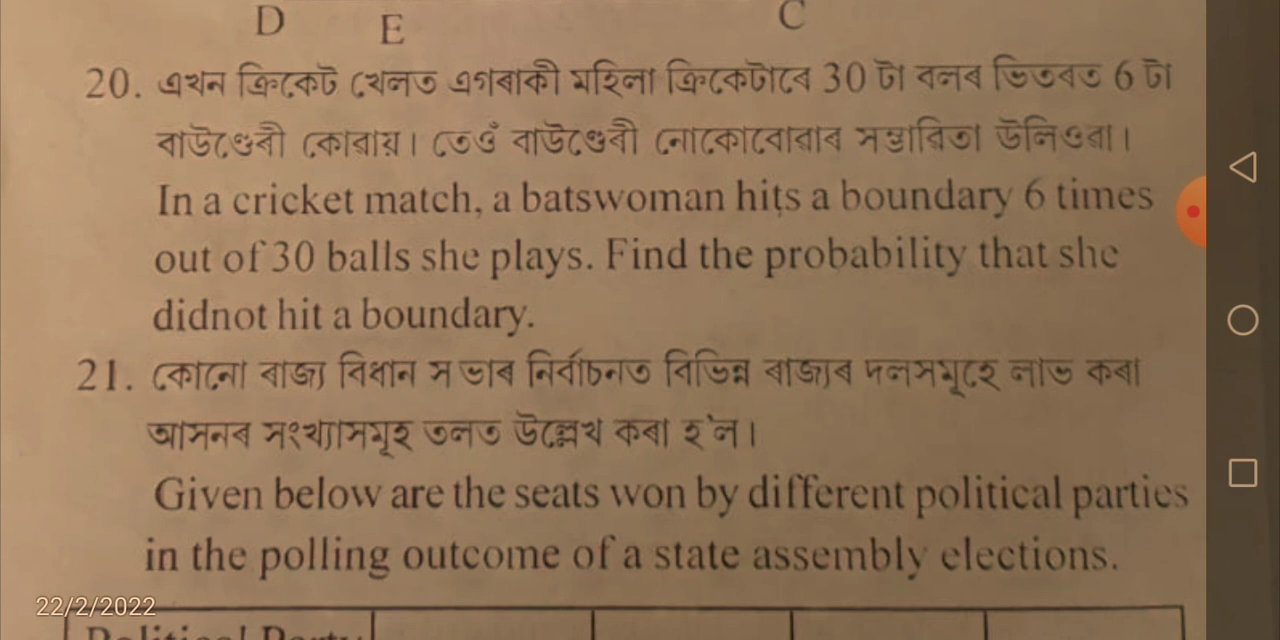 D E C
20. এখন ক্ৰিকেট খেলত এগৰাকী মহিলা ক্ৰিকেটাৰে 30 টা বলৰ ভিতৰত 6 টা
বাউণ্ডেৰী কোবায়। তেওঁ বাউণ্ডেৰী নোকোবোৱাৰ সম্ভাৱিতা উলিওৱা।
In a cricket match, a batswoman hits a boundary 6 times
out of 30 balls she plays. Find the probability that she
didnot hit a boundary.
21. কোনো ৰাজ্য বিধান সভাৰ নিৰ্বাচনত বিভিন্ন ৰাজ্যৰ দলসমূহে লাভ কৰা
আসনৰ সংখ্যাসমূহ তলত উল্লেখ কৰা হ'ল।
Given below are the seats won by different political parties
in the polling outcome of a state assembly elections.
22/2/2022
Political Party